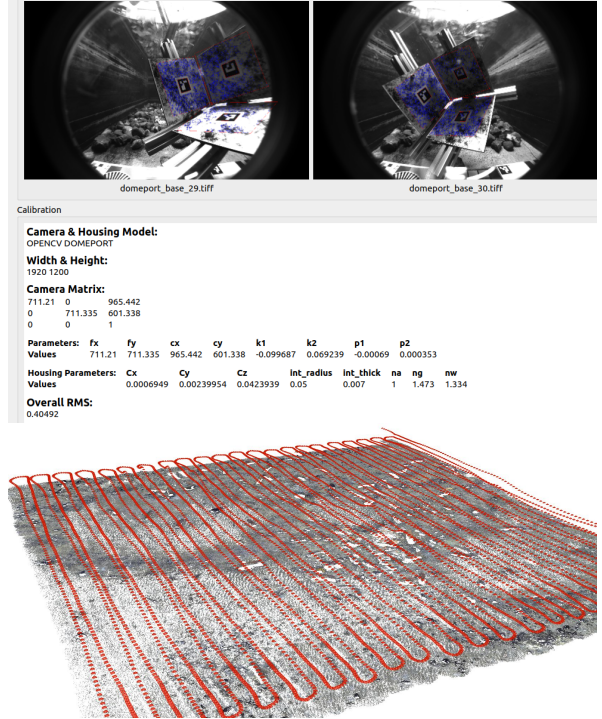 domeport_base_29.tiff
domeport_base_30.tiff
Calibration
Camera & Housing Model:
OPENCV DOMEPORT
Width & Height:
1920 1200
Camera Matrix:
711.21 0 965.442
0 711.335 601.338
0 0 1
Parameters: fx fy cx cy k1 k2 p1 p2
Values 711.21 711.335 965.442 601.338 -0.099687 0.069239 -0.00069 0.000353
Housing Parameters: Cx Cy Cz int_radius int_thick na ng nw
Values 0.0006949 0.00239954 0.0423939 0.05 0.007 1 1.473 1.334
Overall RMS:
0.40492